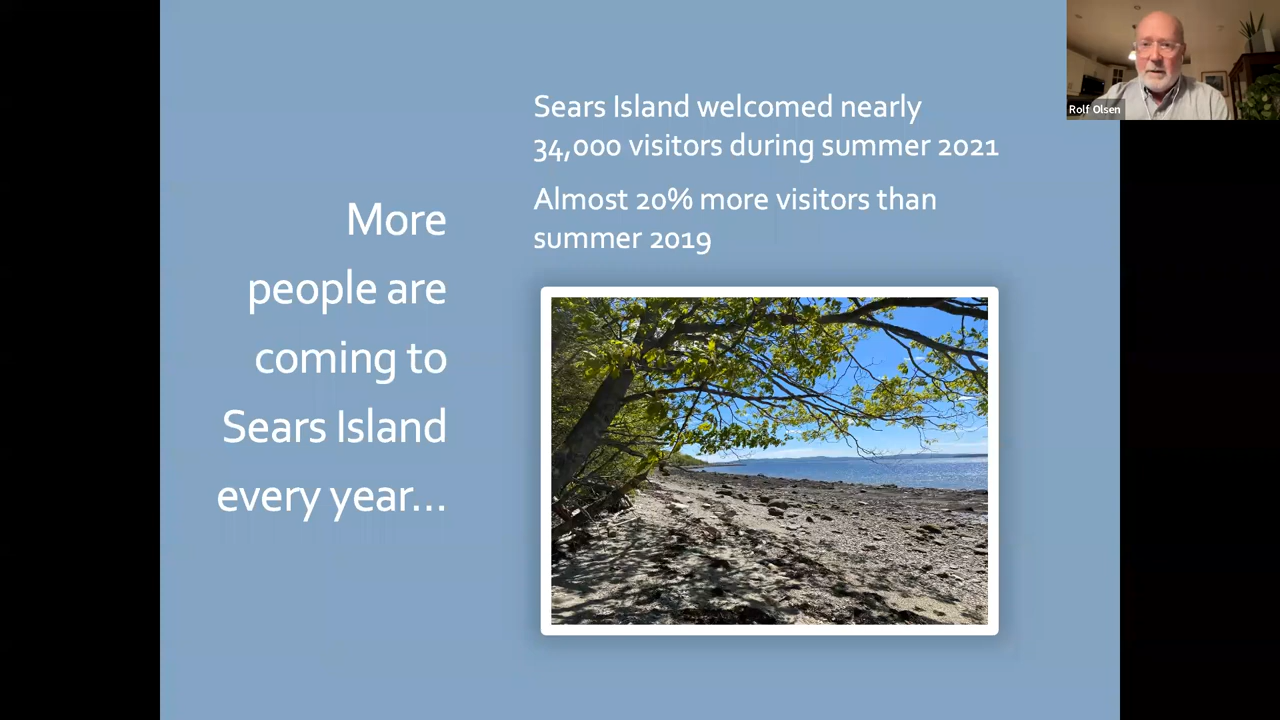 More
people are
coming to
Sears Island
every year...
Sears Island welcomed nearly
34,000 visitors during summer 2021
Almost 20% more visitors than
summer 2019
Rolf Olsen